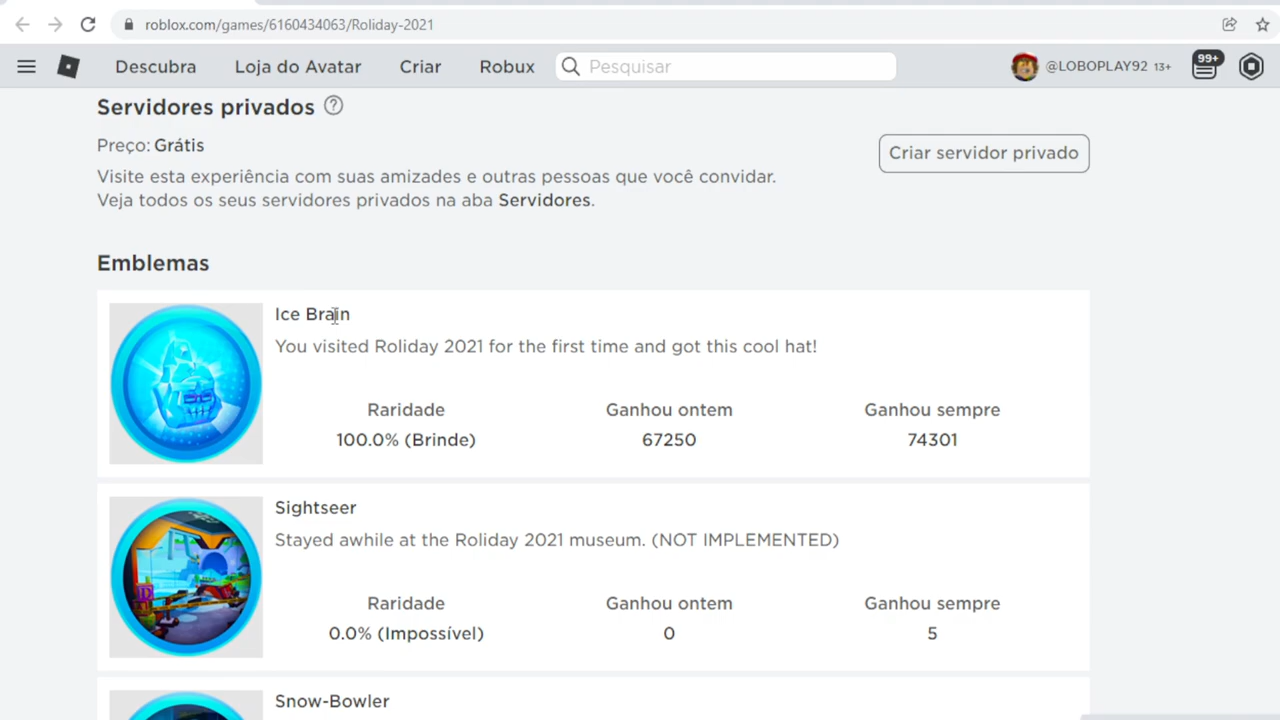 roblox.com/games/6160434063/Roliday-2021
Descubra Loja do Avatar Criar Robux Pesquisar @LOBOPLAY92 13+ 99+
Servidores privados ?
Preço: Grátis
Criar servidor privado
Visite esta experiência com suas amizades e outras pessoas que você convidar.
Veja todos os seus servidores privados na aba Servidores.
Emblemas
Ice Brain
You visited Roliday 2021 for the first time and got this cool hat!
Raridade Ganhou ontem Ganhou sempre
100.0% (Brinde) 67250 74301
Sightseer
Stayed awhile at the Roliday 2021 museum. (NOT IMPLEMENTED)
Raridade Ganhou ontem Ganhou sempre
0.0% (Impossível) 0 5
Snow-Bowler